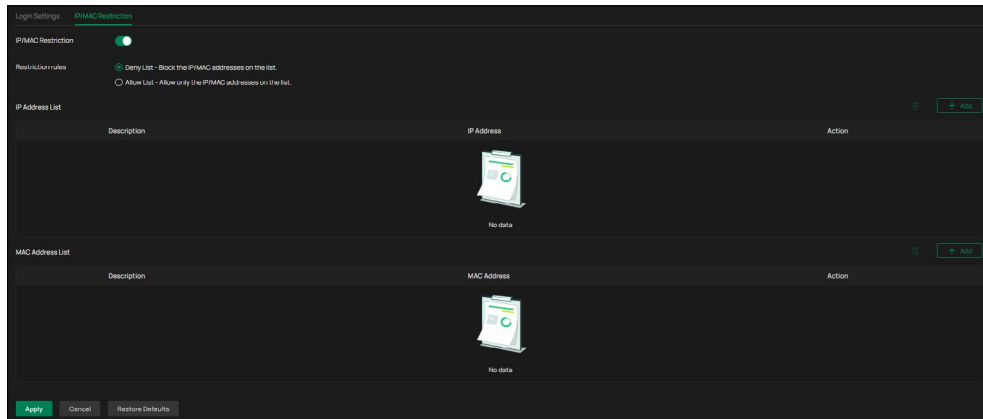 Login Settings IP/MAC Restriction
IP/MAC Restriction
Restriction rules Deny List - Block the IP/MAC addresses on the list.
Allow List - Allow only the IP/MAC addresses on the list.
IP Address List + Add
Description IP Address Action
No data
MAC Address List + Add
Description MAC Address Action
No data
Apply Cancel Restore Defaults